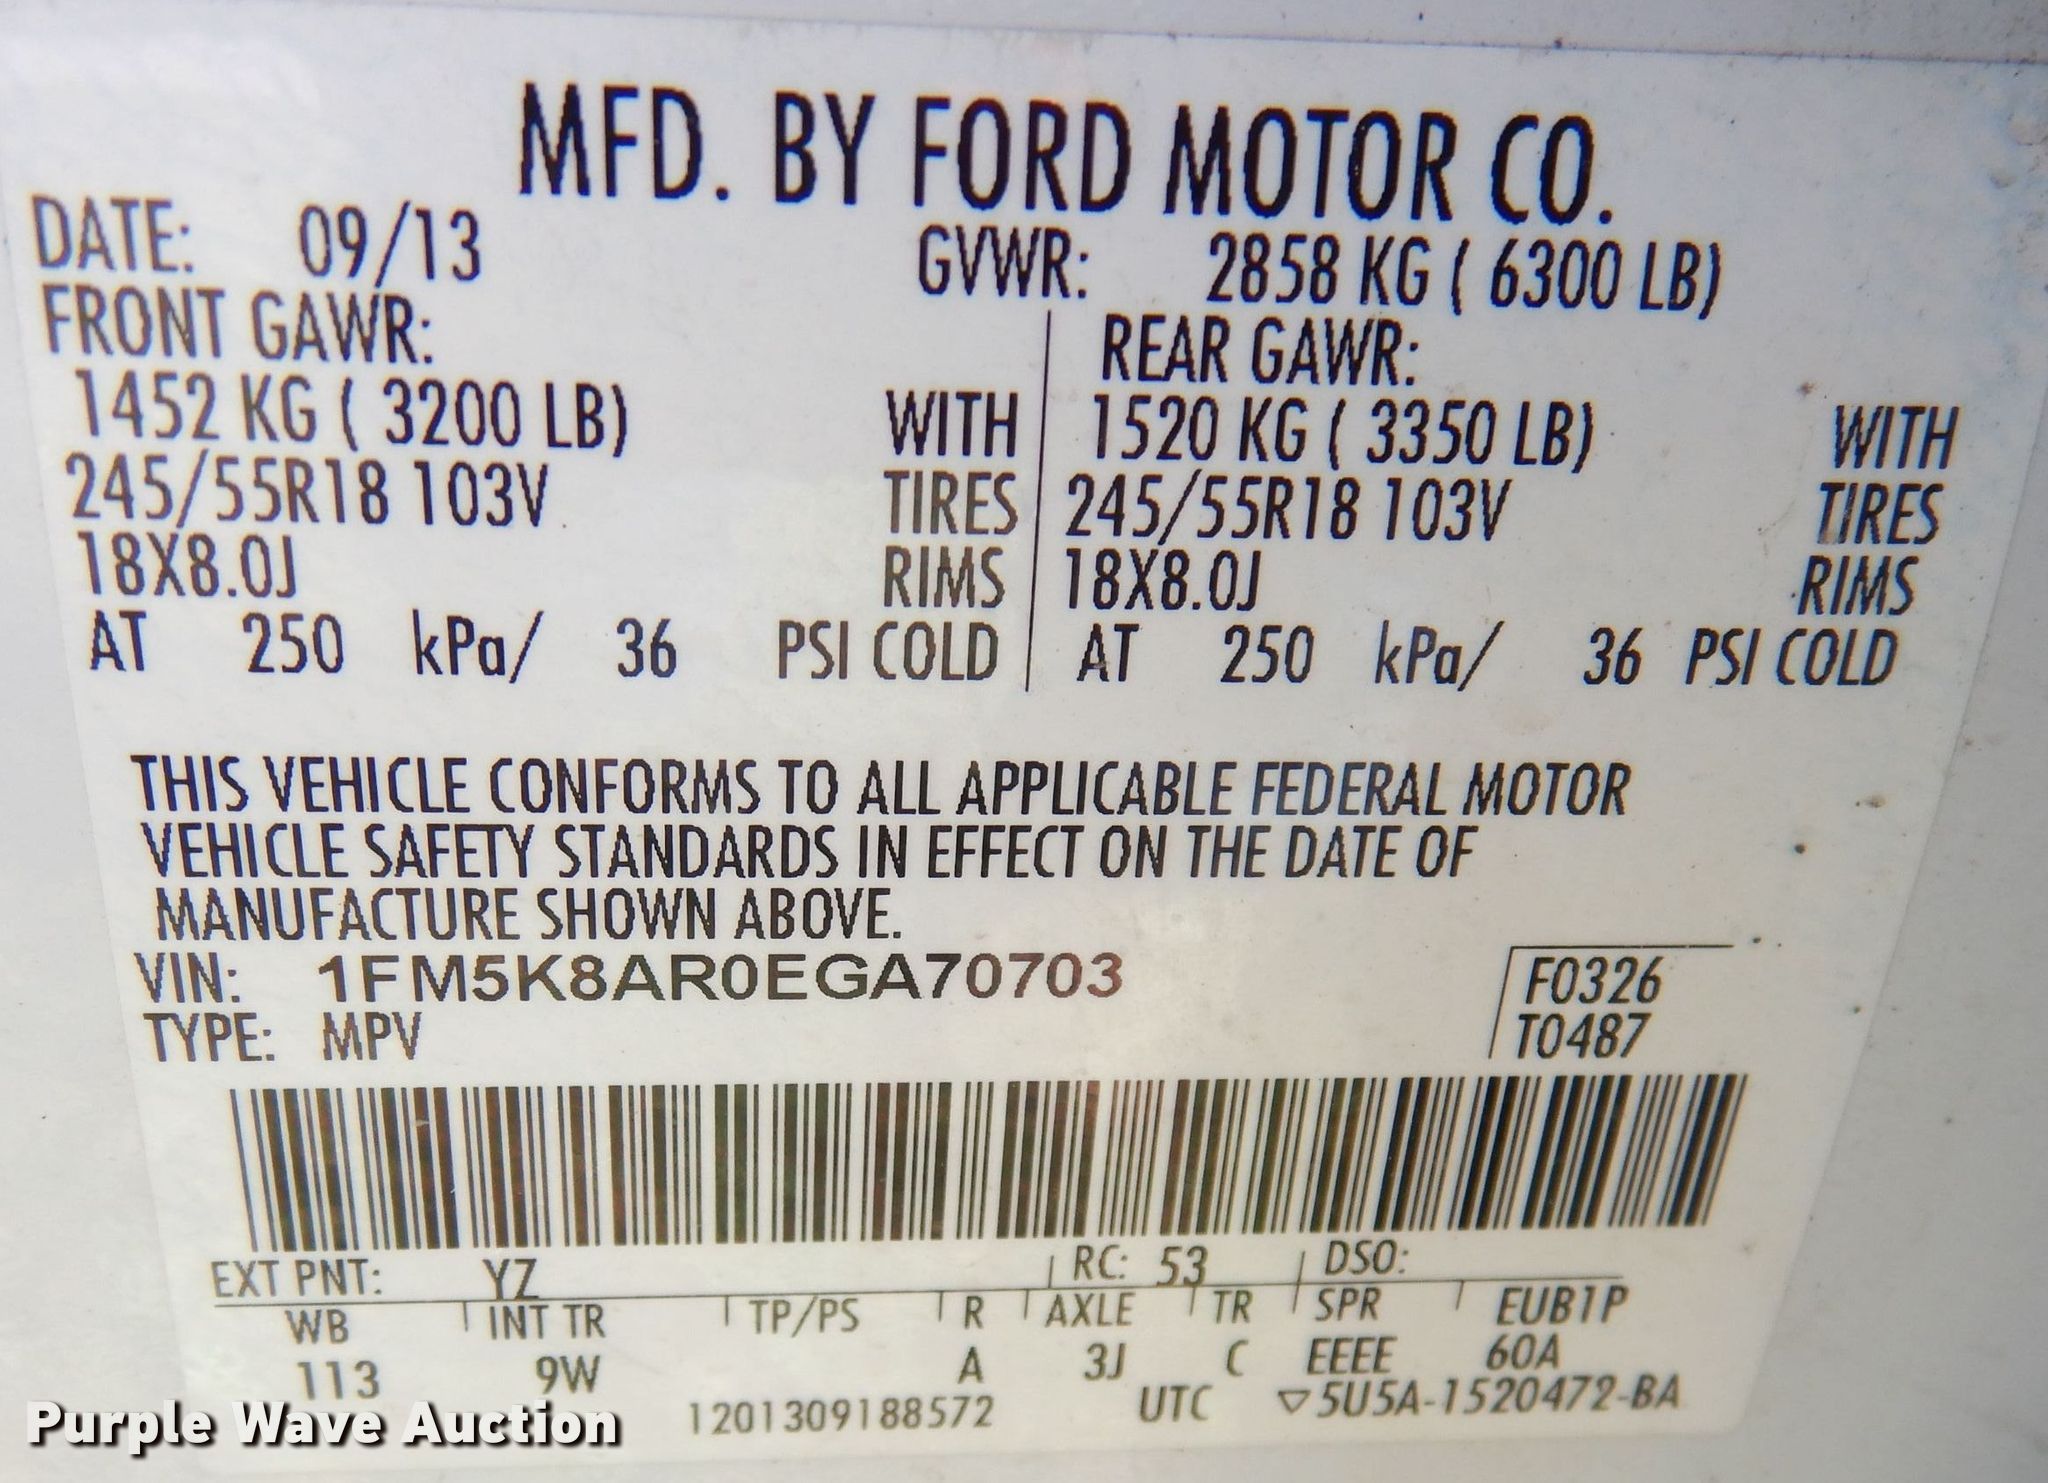 MFD. BY FORD MOTOR CO.
DATE: 09/13 GVWR: 2858 KG ( 6300 LB)
FRONT GAWR: REAR GAWR:
1452 KG ( 3200 LB) WITH 1520 KG ( 3350 LB) WITH
245/55R18 103V TIRES 245/55R18 103V TIRES
18X8.0J RIMS 18X8.0J RIMS
AT 250 kPa/ 36 PSI COLD AT 250 kPa/ 36 PSI COLD
THIS VEHICLE CONFORMS TO ALL APPLICABLE FEDERAL MOTOR
VEHICLE SAFETY STANDARDS IN EFFECT ON THE DATE OF
MANUFACTURE SHOWN ABOVE.
VIN: 1FM5K8AR0EGA70703 F0326
TYPE: MPV T0487
EXT PNT: YZ RC: 53 DSO:
WB INT TR TP/PS R AXLE TR SPR EUB1P
113 9W A 3J C EEEE 60A
1201309188572 UTC ▽5U5A-1520472-BA
Purple Wave Auction